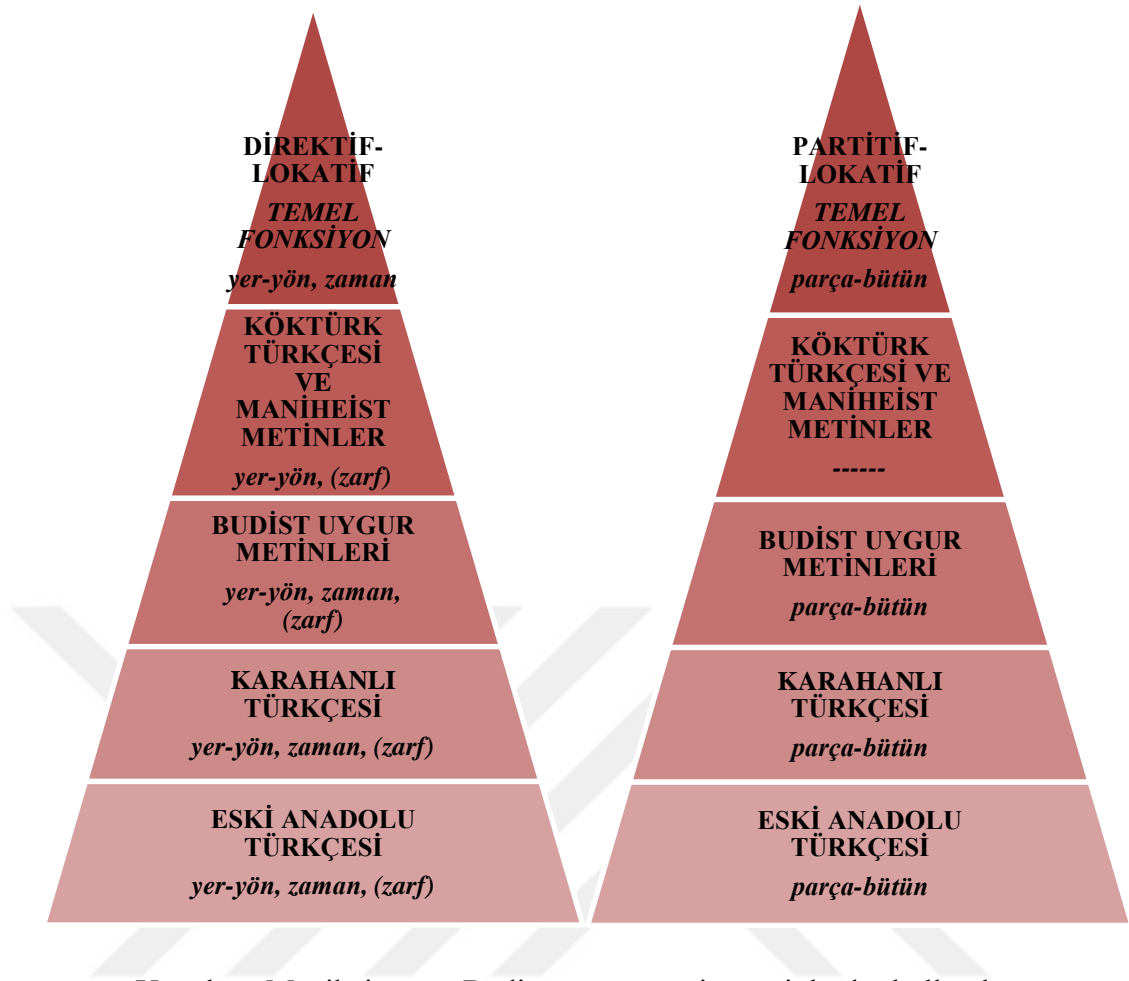 DİREKTİF-
LOKATİF
TEMEL
FONKSİYON
yer-yön, zaman
KÖKTÜRK
TÜRKÇESİ
VE
MANİHEİST
METİNLER
yer-yön, (zarf)
BUDİST UYGUR
METİNLERİ
yer-yön, zaman,
(zarf)
KARAHANLI
TÜRKÇESİ
yer-yön, zaman, (zarf)
ESKİ ANADOLU
TÜRKÇESİ
yer-yön, zaman, (zarf)
PARTİTİF-
LOKATİF
TEMEL
FONKSİYON
parça-bütün
KÖKTÜRK
TÜRKÇESİ VE
MANİHEİST
METİNLER
------
BUDİST UYGUR
METİNLERİ
parça-bütün
KARAHANLI
TÜRKÇESİ
parça-bütün
ESKİ ANADOLU
TÜRKÇESİ
parça-bütün